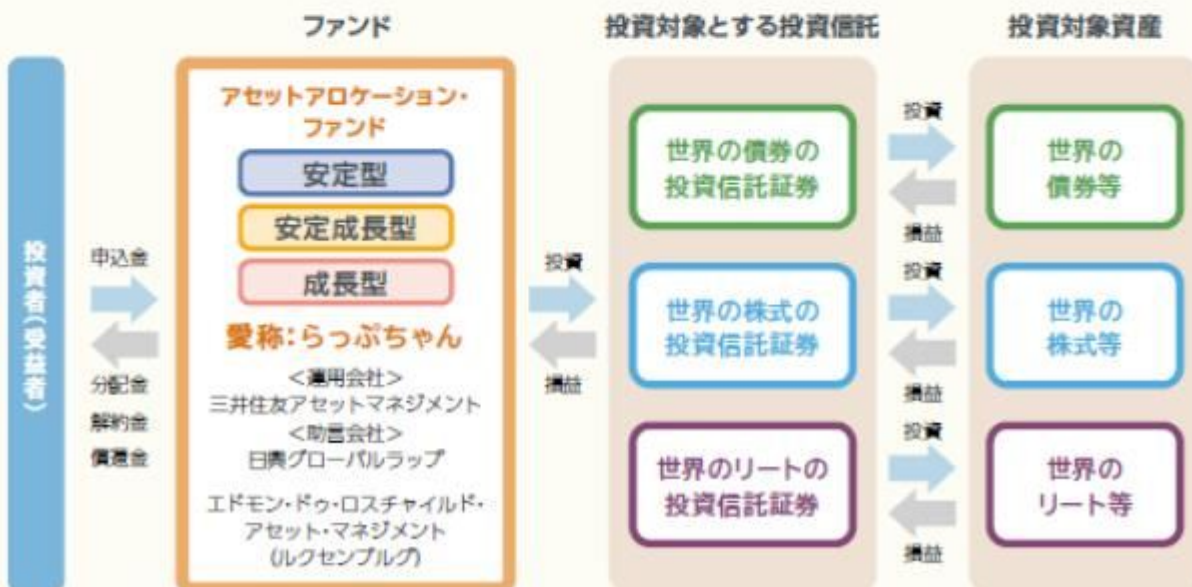 ファンド
投資対象とする投資信託
投資対象資産
投資者(受益者)
申込金
分配金
解約金
償還金
アセットアロケーション・
ファンド
安定型
安定成長型
成長型
愛称:らっぷちゃん
<運用会社>
三井住友アセットマネジメント
<助言会社>
日興グローバルラップ
エドモン・ドゥ・ロスチャイルド・
アセット・マネジメント
(ルクセンブルグ)
投資
損益
世界の債券の
投資信託証券
投資
損益
世界の
債券等
世界の株式の
投資信託証券
投資
損益
世界の
株式等
世界のリートの
投資信託証券
投資
損益
世界の
リート等